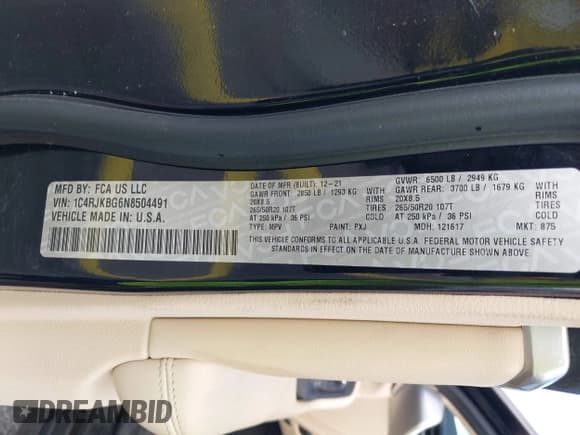 MFD BY: FCA US LLC
VIN: 1C4RJKBG6N8504491
VEHICLE MADE IN U.S.A.
DATE OF MFR (BUILT): 12-21
GAWR FRONT: 2850 LB / 1293 KG
20X8.5 RIMS
265/50R20 107T TIRES
AT 250 kPa / 36 PSI
TYPE: MPV PAINT: PXJ
GVWR: 6500 LB / 2949 KG
GAWR REAR: 3700 LB / 1679 KG
20X8.5 RIMS
265/50R20 107T TIRES
AT 250 kPa / 36 PSI
MDH: 121617 MKT: 875
THIS VEHICLE CONFORMS TO ALL APPLICABLE U.S.A. FEDERAL MOTOR VEHICLE SAFETY
STANDARDS IN EFFECT ON THE DATE OF MANUFACTURE SHOWN ABOVE.
DREAMBID